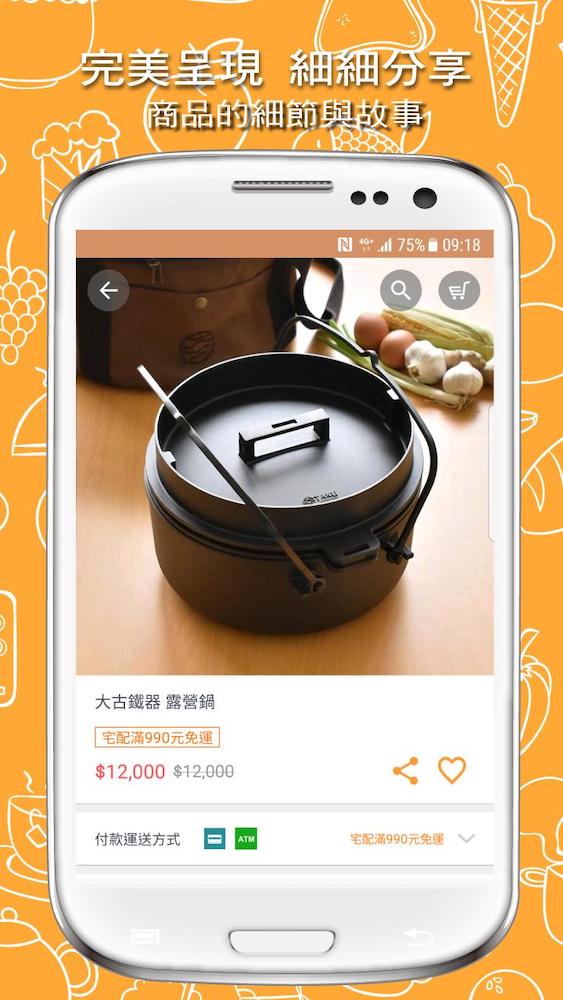 完美呈現 細細分享
商品的細節與故事
4G+ 75% 09:18
TAKU
大古鐵器 露營鍋
宅配滿990元免運
$12,000 $12,000
付款運送方式 ATM 宅配滿990元免運